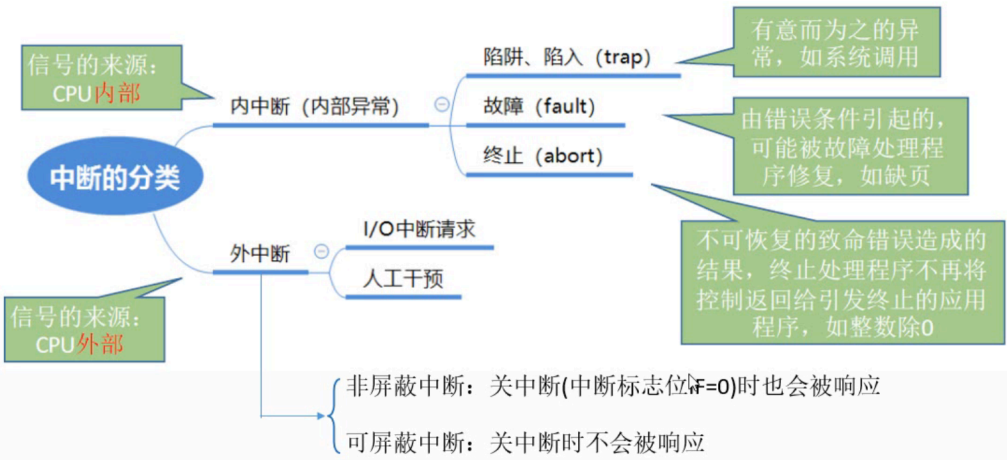 有意而为之的异
常，如系统调用
信号的来源：
CPU内部
陷阱、陷入（trap）
内中断（内部异常）
故障（fault）
由错误条件引起的，
可能被故障处理程
序修复，如缺页
终止（abort）
中断的分类
不可恢复的致命错误造成的
结果，终止处理程序不再将
控制返回给引发终止的应用
程序，如整数除0
I/O中断请求
外中断
人工干预
信号的来源：
CPU外部
非屏蔽中断：关中断(中断标志位IF=0)时也会被响应
可屏蔽中断：关中断时不会被响应